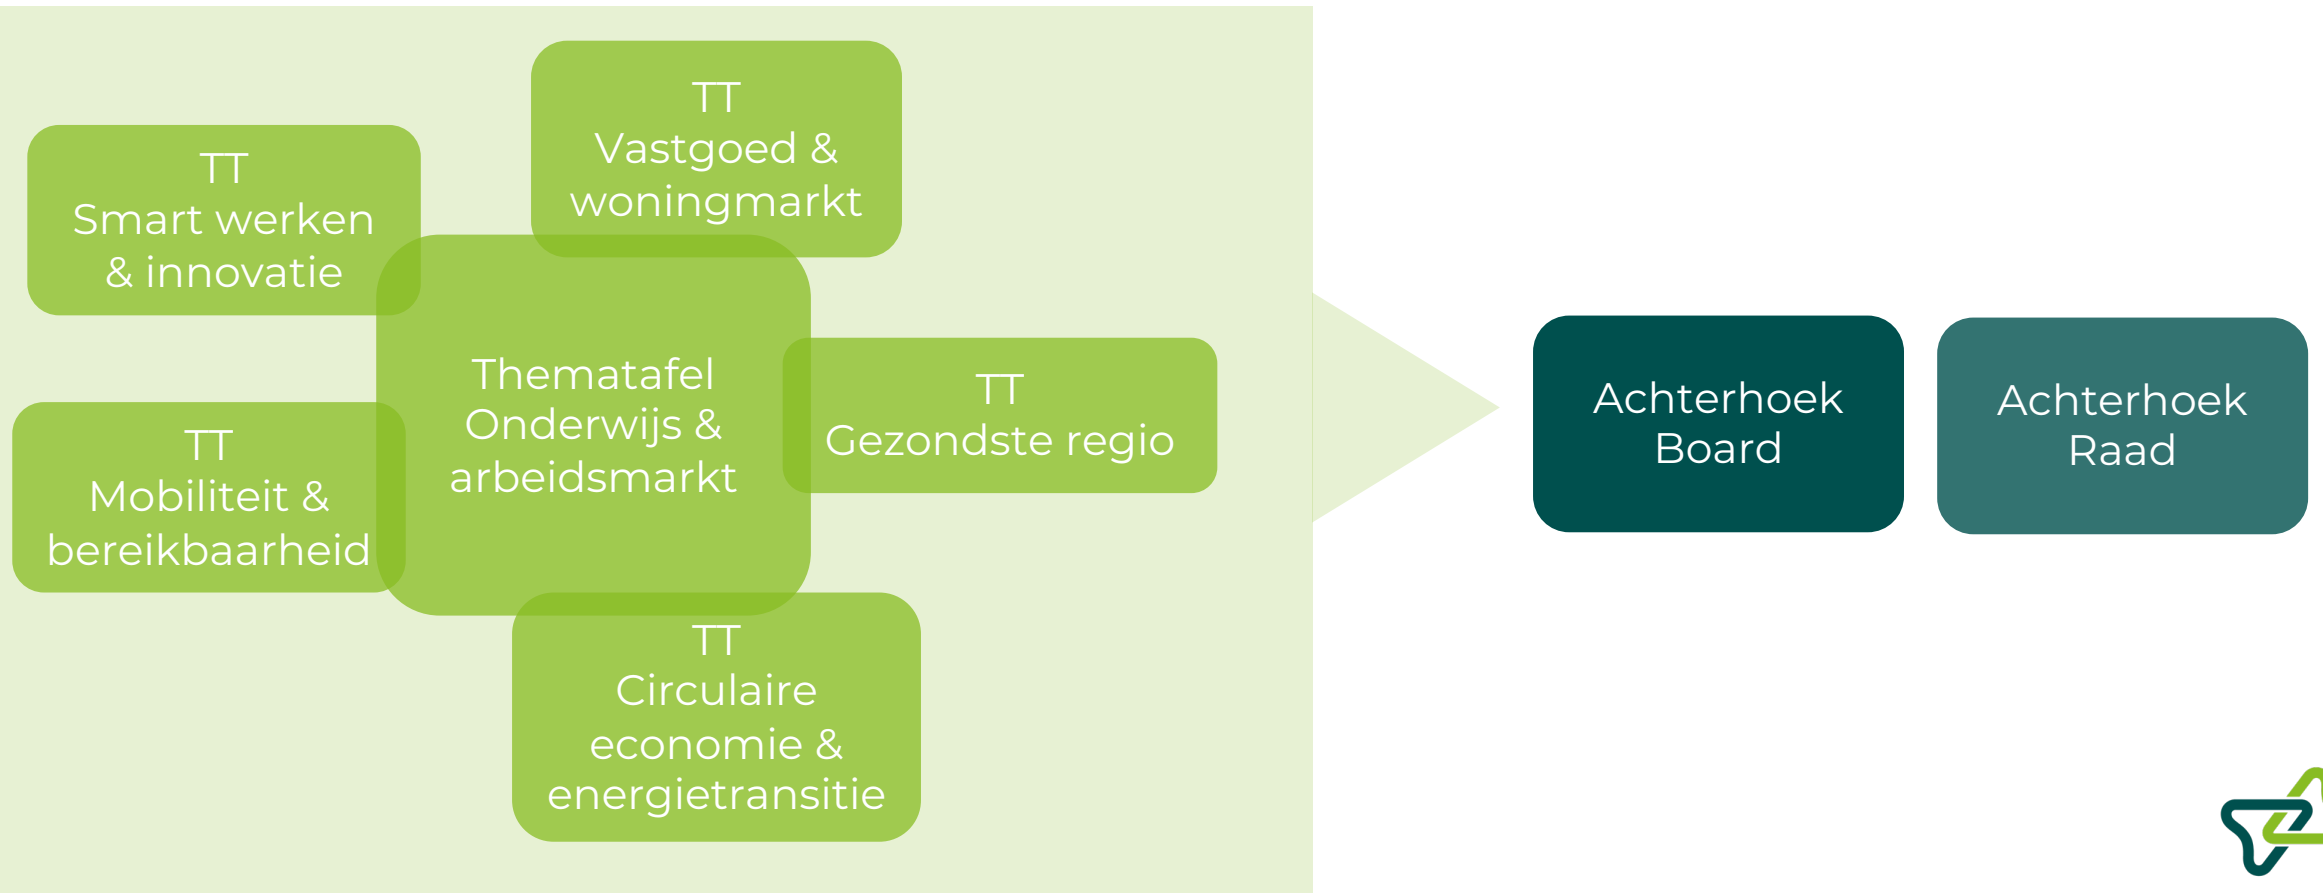 TT
Vastgoed &
woningmarkt
TT
Smart werken
& innovatie
Thematafel
Onderwijs &
arbeidsmarkt
TT
Gezondste regio
TT
Mobiliteit &
bereikbaarheid
TT
Circulaire
economie &
energietransitie
Achterhoek
Board
Achterhoek
Raad